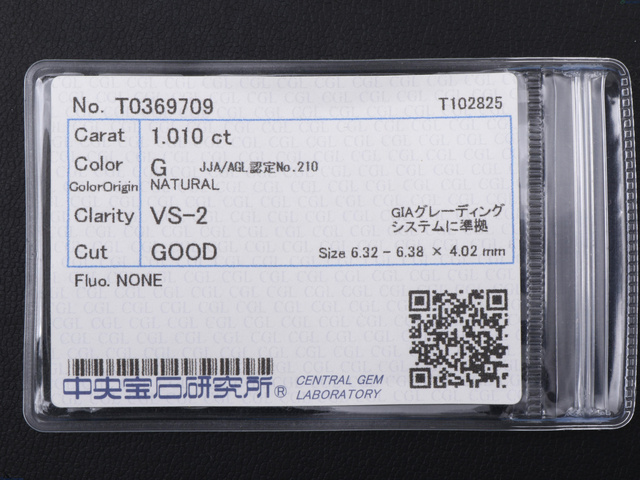 No. T0369709 T102825
Carat 1.010 ct
Color G JJA/AGL認定No.210
ColorOrigin NATURAL
Clarity VS-2 GIAグレーディング
システムに準拠
Cut GOOD Size 6.32 - 6.38 × 4.02 mm
Fluo. NONE
中央宝石研究所® CENTRAL GEM
LABORATORY